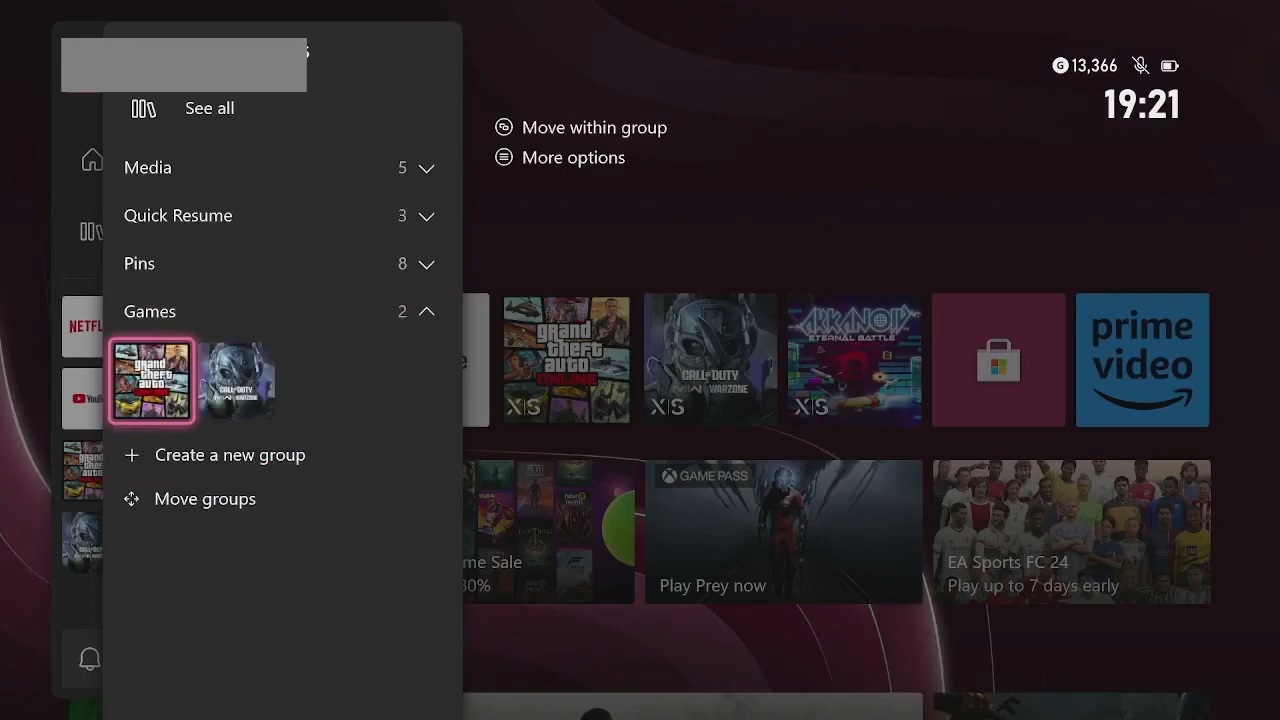 See all
Media 5
Quick Resume 3
Pins 8
Games 2
grand theft auto
CALL OF DUTY
WARZONE
Create a new group
Move groups
NETFL
YouTu
13,366
19:21
Move within group
More options
grand theft auto ONLINE
X|S
CALL OF DUTY
MW WARZONE
X|S
ARKANOID
ETERNAL BATTLE
X|S
prime video
me Sale
30%
GAME PASS
Play Prey now
EA Sports FC 24
Play up to 7 days early